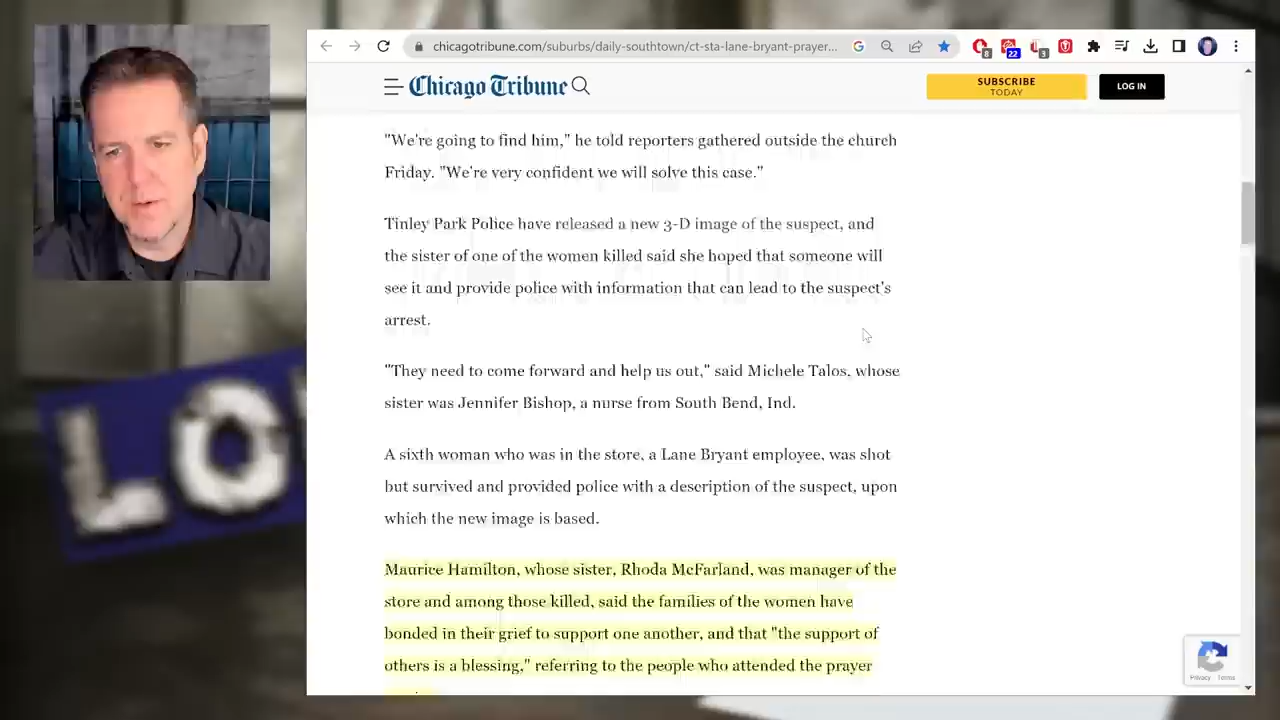 chicagotribune.com/suburbs/daily-southtown/ct-sta-lane-bryant-prayer...
8
22
3
Chicago Tribune
SUBSCRIBE
TODAY
LOG IN
"We're going to find him," he told reporters gathered outside the church
Friday. "We're very confident we will solve this case."
Tinley Park Police have released a new 3-D image of the suspect, and
the sister of one of the women killed said she hoped that someone will
see it and provide police with information that can lead to the suspect's
arrest.
"They need to come forward and help us out," said Michele Talos, whose
sister was Jennifer Bishop, a nurse from South Bend, Ind.
A sixth woman who was in the store, a Lane Bryant employee, was shot
but survived and provided police with a description of the suspect, upon
which the new image is based.
Maurice Hamilton, whose sister, Rhoda McFarland, was manager of the
store and among those killed, said the families of the women have
bonded in their grief to support one another, and that "the support of
others is a blessing," referring to the people who attended the prayer
Privacy - Terms
LO